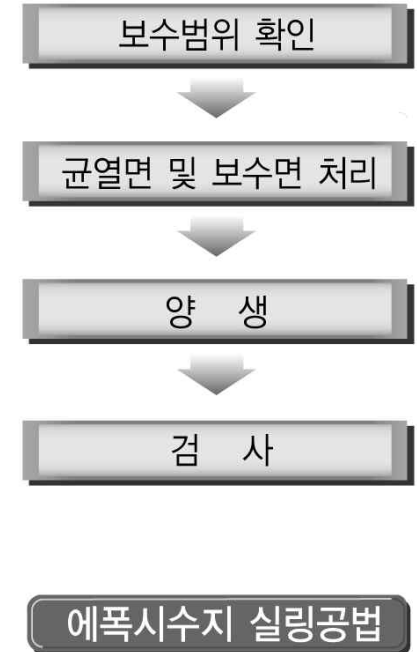 보수범위 확인
균열면 및 보수면 처리
양 생
검 사
에폭시수지 실링공법